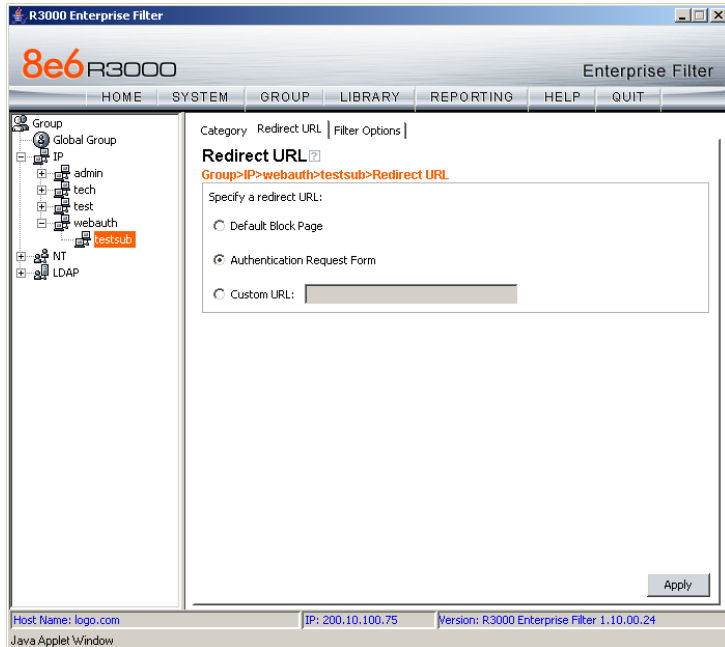 R3000 Enterprise Filter
8e6 R3000
Enterprise Filter
HOME SYSTEM GROUP LIBRARY REPORTING HELP QUIT
Group
Global Group
IP
admin
tech
test
webauth
testsub
NT
LDAP
Category Redirect URL Filter Options
Redirect URL ?
Group>IP>webauth>testsub>Redirect URL
Specify a redirect URL:
Default Block Page
Authentication Request Form
Custom URL:
Apply
Host Name: logo.com IP: 200.10.100.75 Version: R3000 Enterprise Filter 1.10.00.24
Java Applet Window